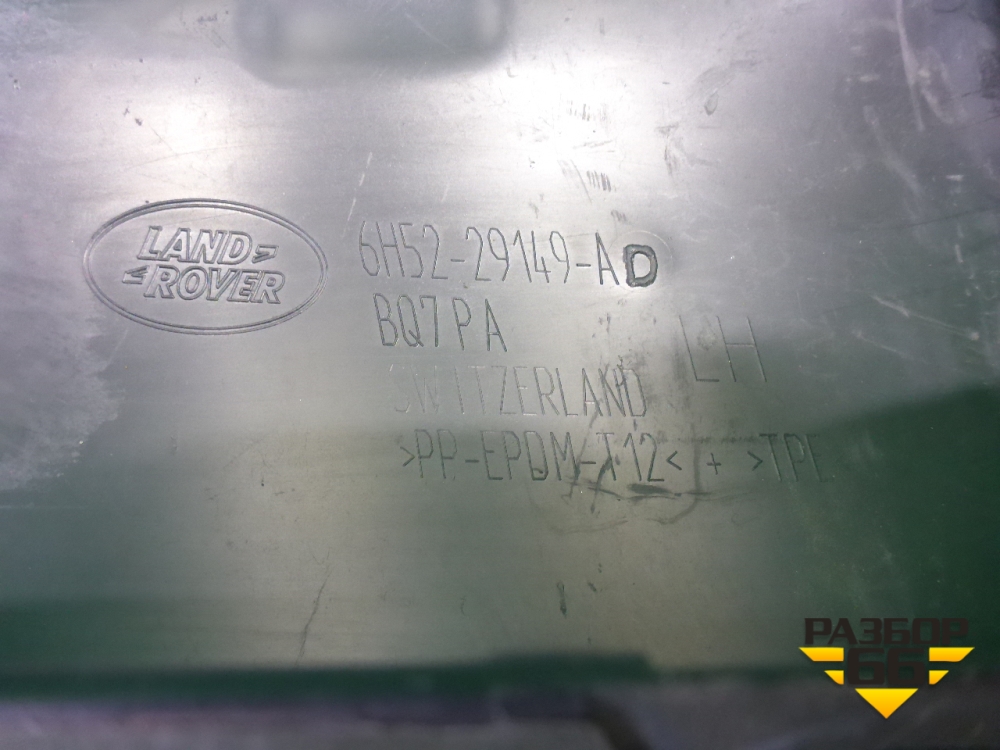 LAND
ROVER
6H52-29149-AD
BQ7PA
SWITZERLAND
LH
>PP-EPDM-T12< + >TPE
РАЗБОР
66